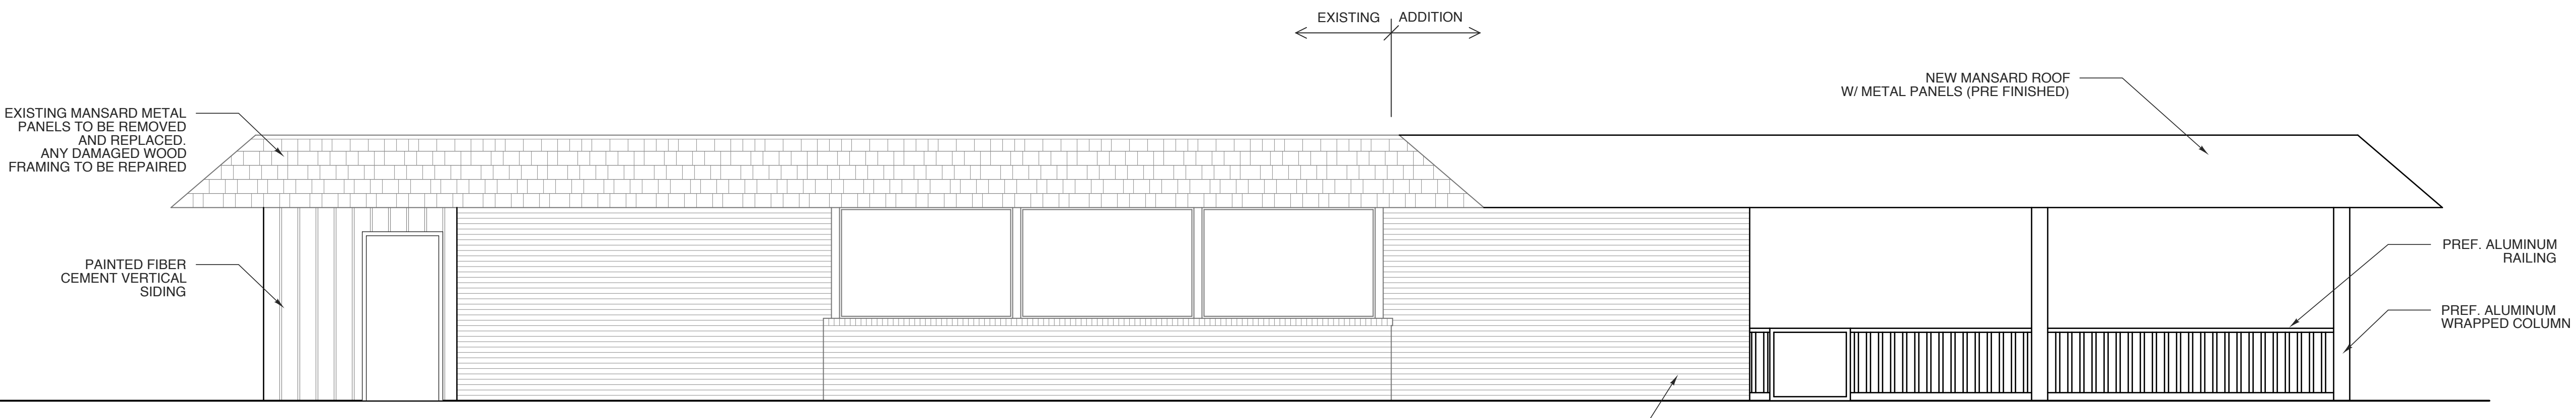 EXISTING
ADDITION
NEW MANSARD ROOF
W/ METAL PANELS (PRE FINISHED)
EXISTING MANSARD METAL
PANELS TO BE REMOVED
AND REPLACED.
ANY DAMAGED WOOD
FRAMING TO BE REPAIRED
PAINTED FIBER
CEMENT VERTICAL
SIDING
PREF. ALUMINUM
RAILING
PREF. ALUMINUM
WRAPPED COLUMN